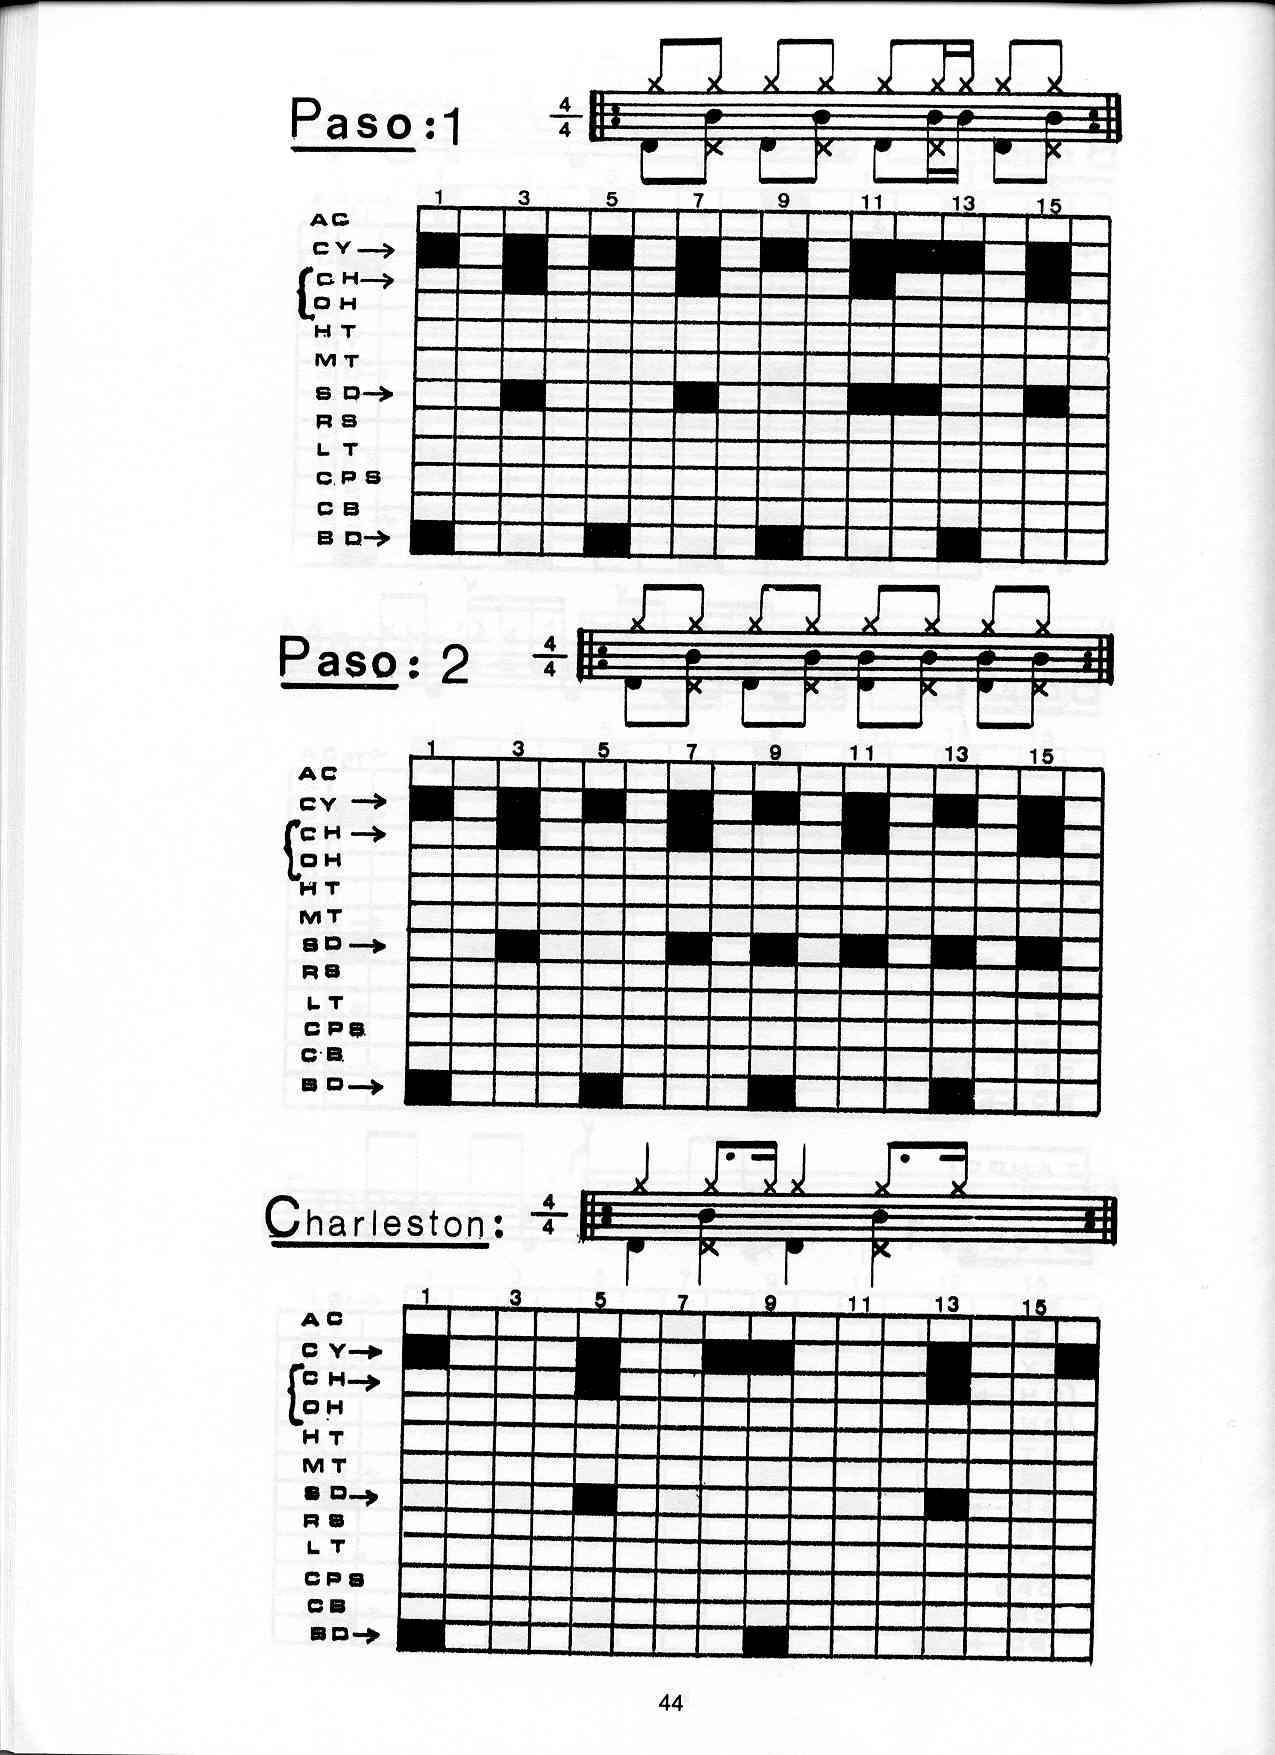 Paso:1
4
4
1 3 5 7 9 11 13 15
AC
CY→
CH→
OH
HT
MT
SD→
RS
LT
CPS
CB
BD→
Paso: 2
4
4
1 3 5 7 9 11 13 15
AC
CY→
CH→
OH
HT
MT
SD→
RS
LT
CPS
CB
BD→
Charleston:
4
4
1 3 5 7 9 11 13 15
AC
CY→
CH→
OH
HT
MT
SD→
RS
LT
CPS
CB
BD→
44